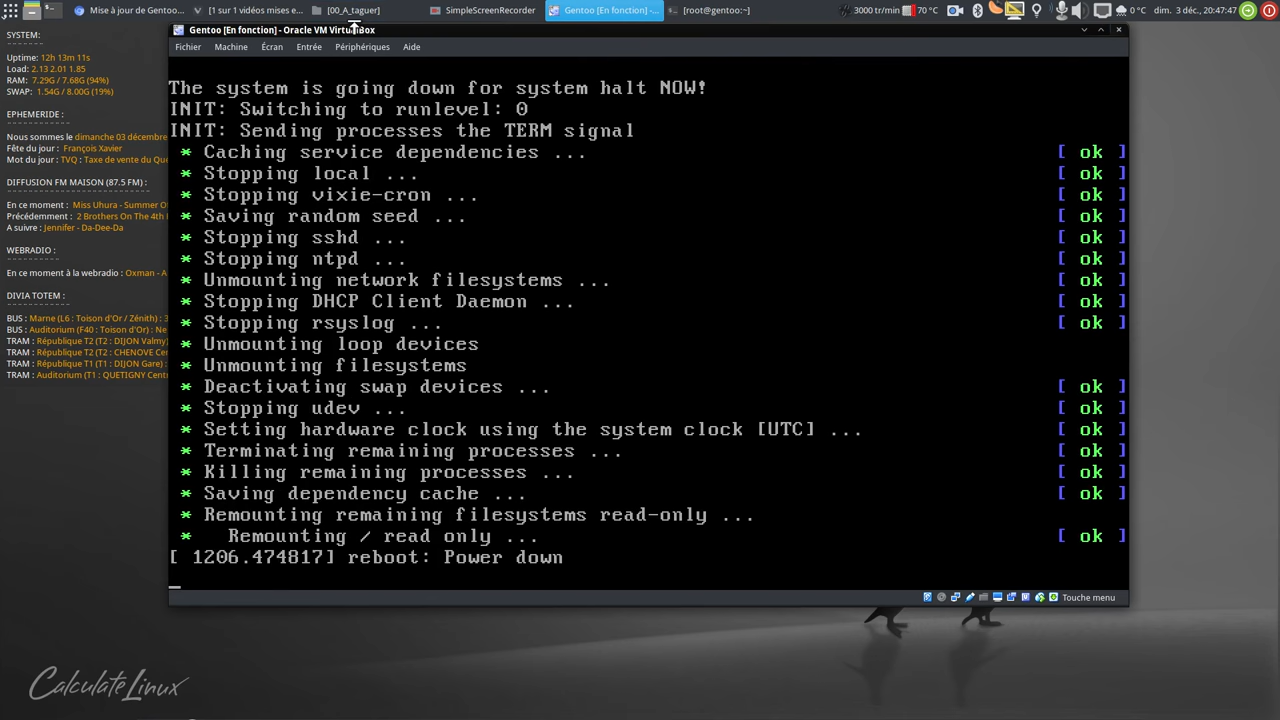 Mise à jour de Gentoo...
[1 sur 1 vidéos mises e...
[00_A_taguer]
SimpleScreenRecorder
Gentoo [En fonction] -...
[root@gentoo:~]
3000 tr/min
70 °C
0 °C
dim. 3 déc., 20:47:47
SYSTEM:
Uptime: 12h 13m 11s
Load: 2.13 2.01 1.85
RAM: 7.29G / 7.68G (94%)
SWAP: 1.54G / 8.00G (19%)
EPHEMERIDE :
Nous sommes le dimanche 03 décembre
Fête du jour : François Xavier
Mot du jour : TVQ : Taxe de vente du Qué
DIFFUSION FM MAISON (87.5 FM) :
En ce moment : Miss Uhura - Summer O
Précédemment : 2 Brothers On The 4th
A suivre : Jennifer - Da-Dee-Da
WEBRADIO :
En ce moment à la webradio : Oxman - A
DIVIA TOTEM :
BUS : Marne (L6 : Toison d'Or / Zénith) : 3
BUS : Auditorium (F40 : Toison d'Or) : Ne
TRAM : République T2 (T2 : DIJON Valmy)
TRAM : République T2 (T2 : CHENOVE Cen
TRAM : République T1 (T1 : DIJON Gare) :
TRAM : Auditorium (T1 : QUETIGNY Centr
Gentoo [En fonction] - Oracle VM VirtualBox
Fichier Machine Écran Entrée Périphériques Aide
The system is going down for system halt NOW!
INIT: Switching to runlevel: 0
INIT: Sending processes the TERM signal
* Caching service dependencies ... [ ok ]
* Stopping local ... [ ok ]
* Stopping vixie-cron ... [ ok ]
* Saving random seed ... [ ok ]
* Stopping sshd ... [ ok ]
* Stopping ntpd ... [ ok ]
* Unmounting network filesystems ... [ ok ]
* Stopping DHCP Client Daemon ... [ ok ]
* Stopping rsyslog ... [ ok ]
* Unmounting loop devices
* Unmounting filesystems
* Deactivating swap devices ... [ ok ]
* Stopping udev ... [ ok ]
* Setting hardware clock using the system clock [UTC] ... [ ok ]
* Terminating remaining processes ... [ ok ]
* Killing remaining processes ... [ ok ]
* Saving dependency cache ... [ ok ]
* Remounting remaining filesystems read-only ...
* Remounting / read only ... [ ok ]
[ 1206.474817] reboot: Power down
Touche menu
Calculate Linux